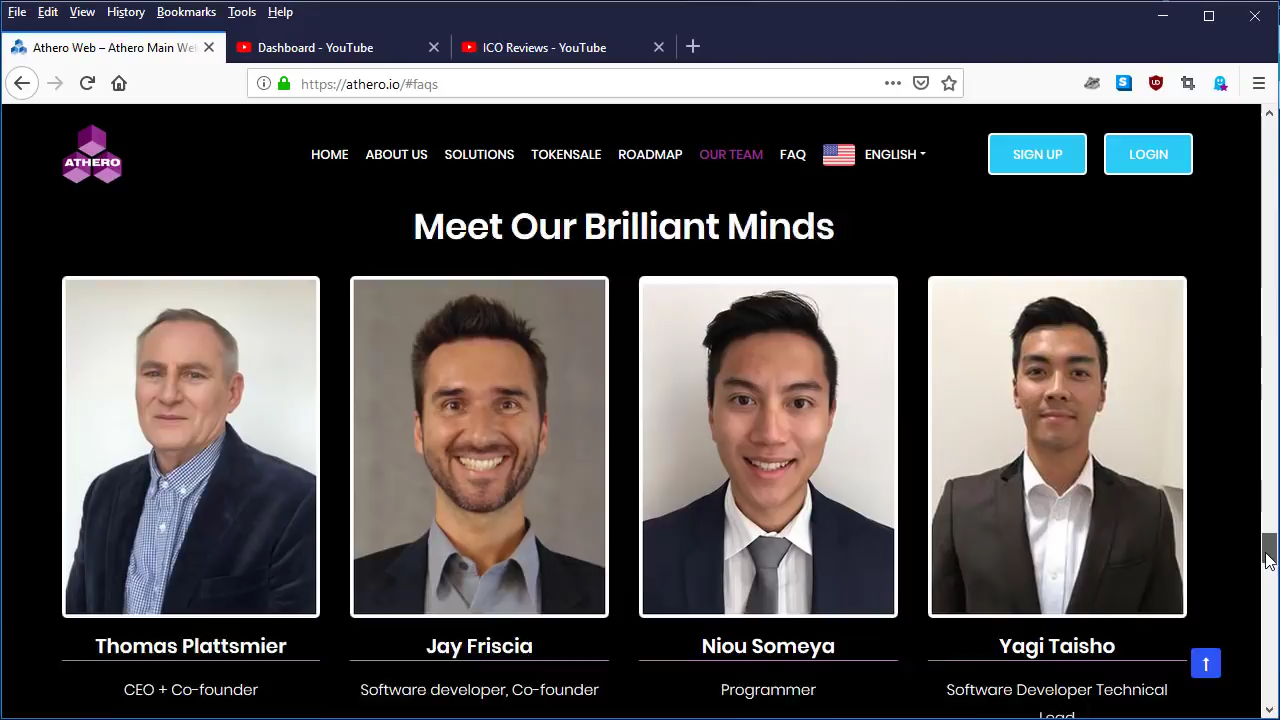 File Edit View History Bookmarks Tools Help
Athero Web – Athero Main We
Dashboard - YouTube
ICO Reviews - YouTube
https://athero.io/#faqs
ATHERO
HOME ABOUT US SOLUTIONS TOKENSALE ROADMAP OUR TEAM FAQ ENGLISH SIGN UP LOGIN
Meet Our Brilliant Minds
Thomas Plattsmier Jay Friscia Niou Someya Yagi Taisho
CEO + Co-founder Software developer, Co-founder Programmer Software Developer Technical
Lead